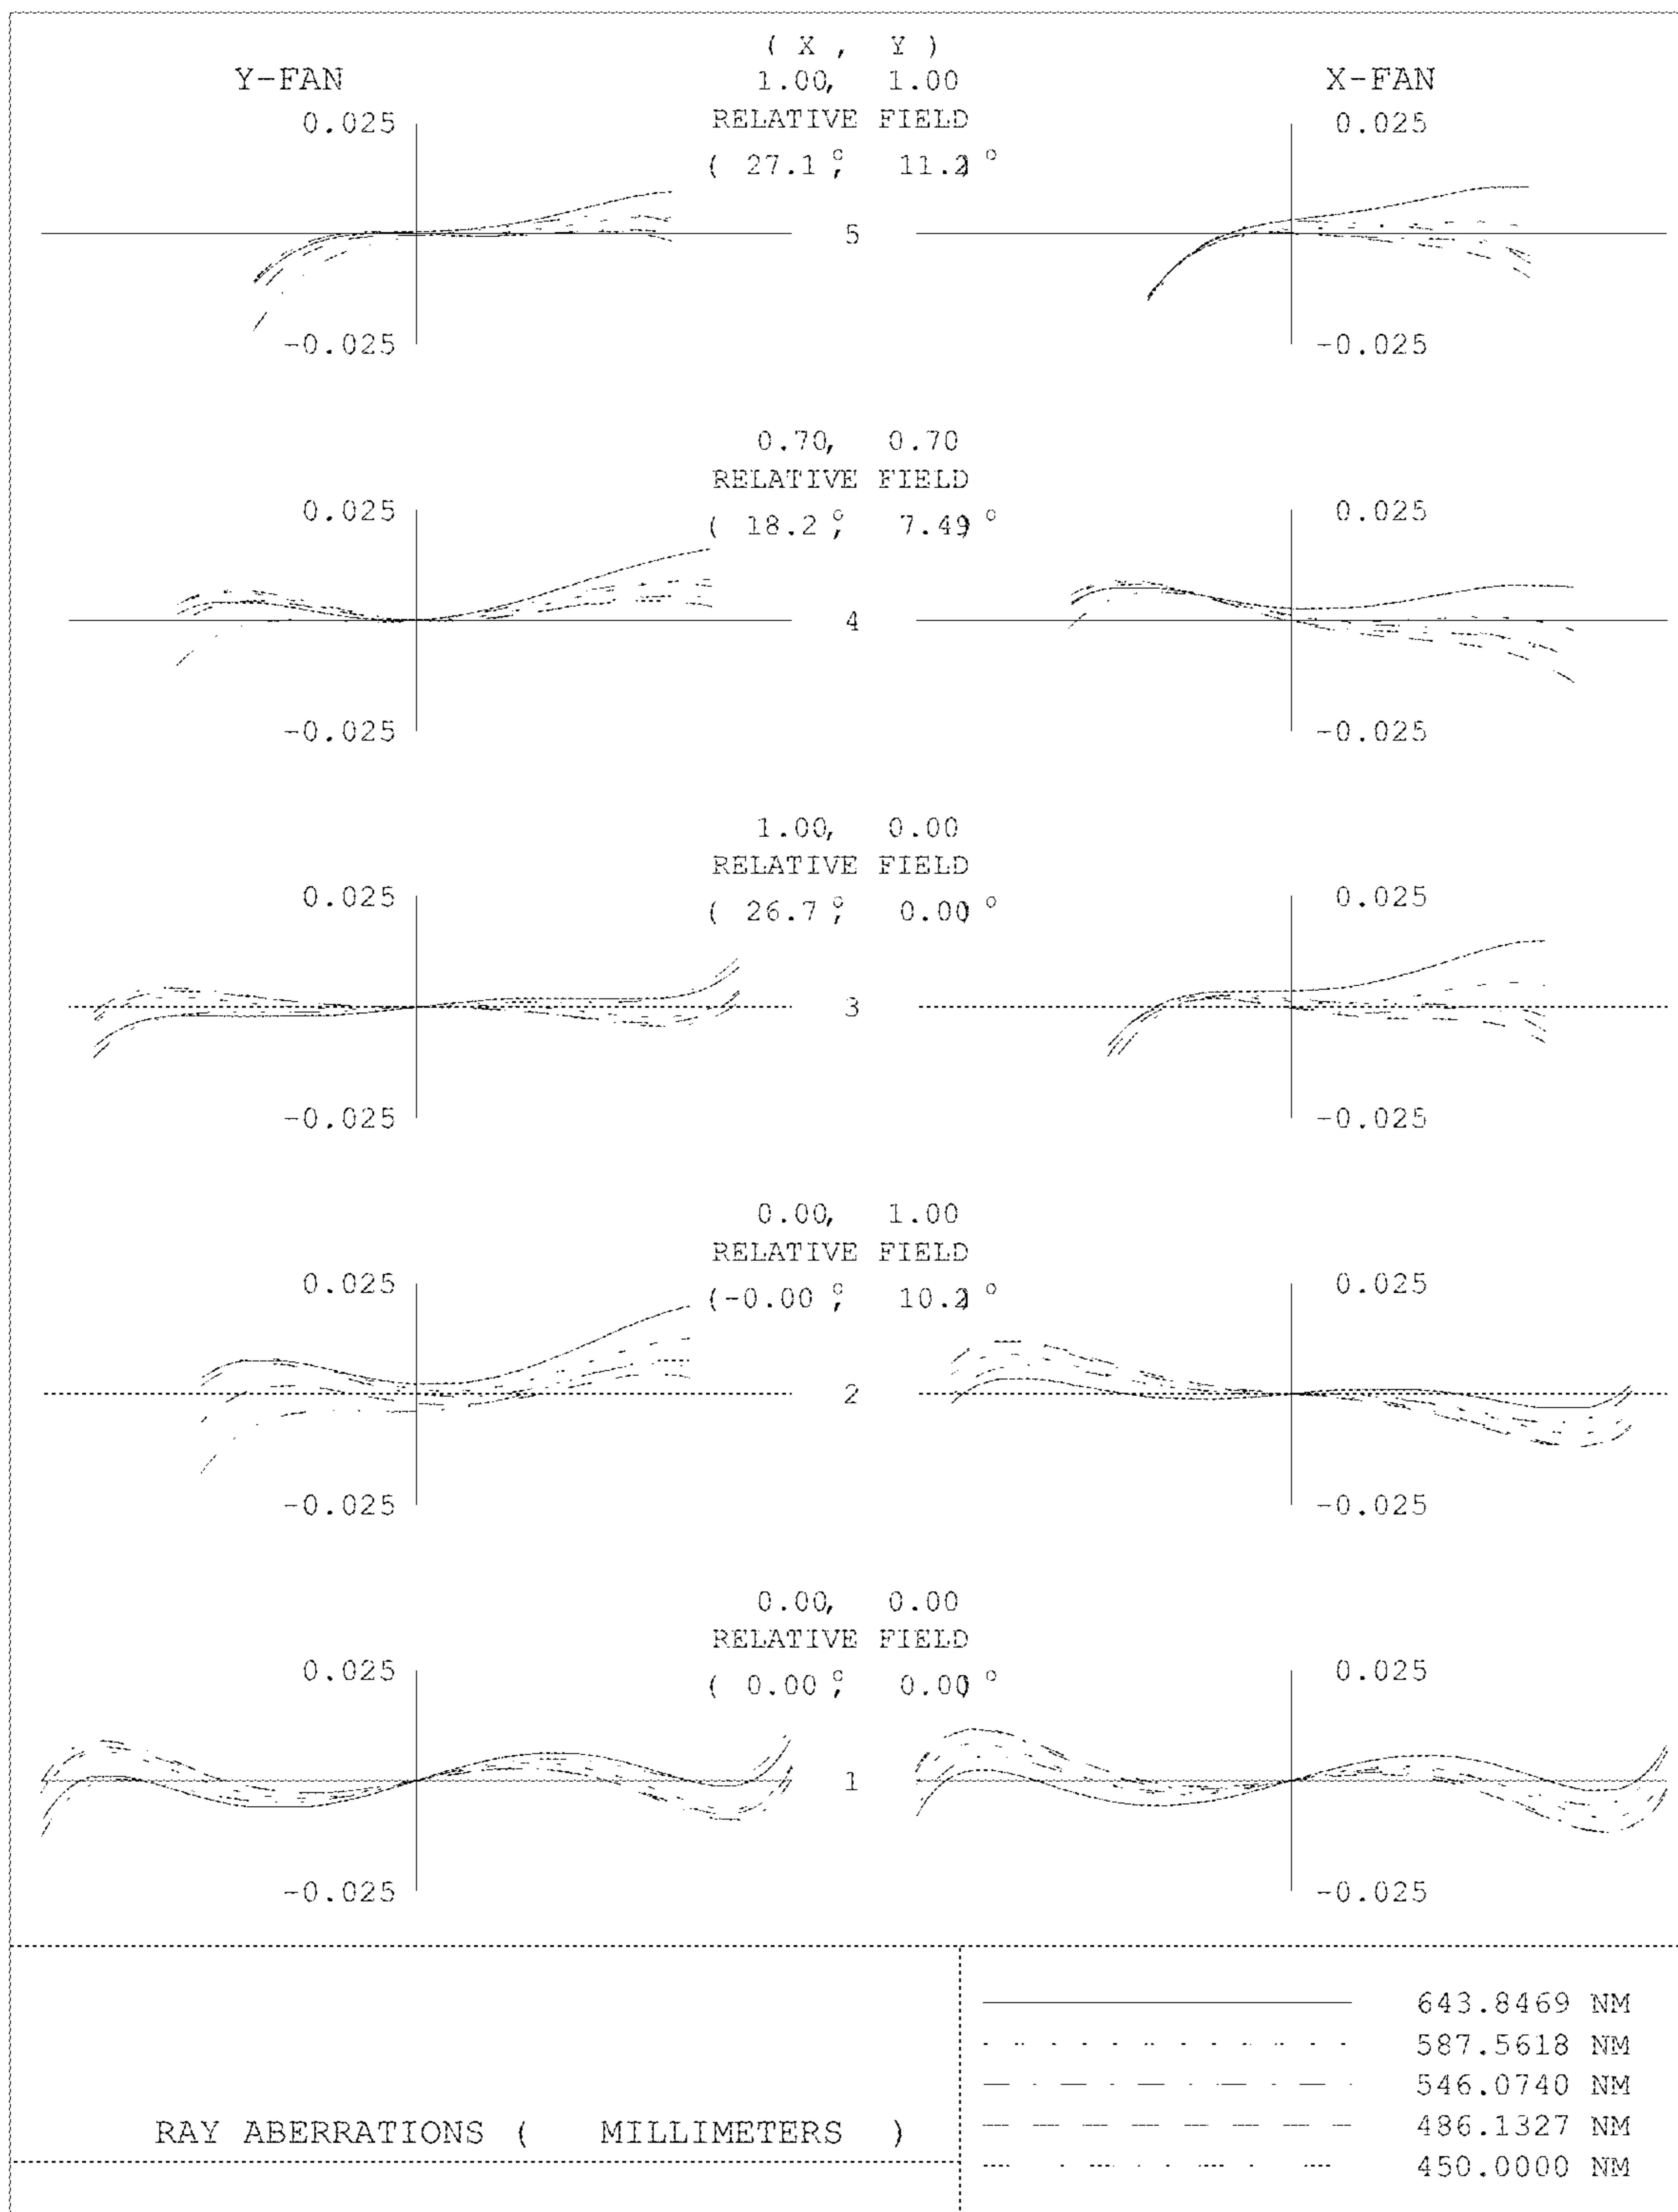 ( X , Y )
Y-FAN 1.00, 1.00 X-FAN
0.025 RELATIVE FIELD 0.025
( 27.1°, 11.2)°
5
-0.025 -0.025
0.70, 0.70
RELATIVE FIELD
0.025 ( 18.2°, 7.49)° 0.025
4
-0.025 -0.025
1.00, 0.00
RELATIVE FIELD
0.025 ( 26.7°, 0.00)° 0.025
3
-0.025 -0.025
0.00, 1.00
RELATIVE FIELD
0.025 (-0.00°, 10.2)° 0.025
2
-0.025 -0.025
0.00, 0.00
RELATIVE FIELD
0.025 ( 0.00°, 0.00)° 0.025
1
-0.025 -0.025
643.8469 NM
587.5618 NM
546.0740 NM
486.1327 NM
450.0000 NM
RAY ABERRATIONS ( MILLIMETERS )